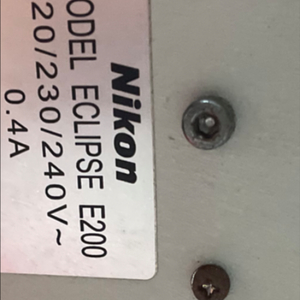 Nikon
ODEL ECLIPSE E200
20/230/240V~
0.4A